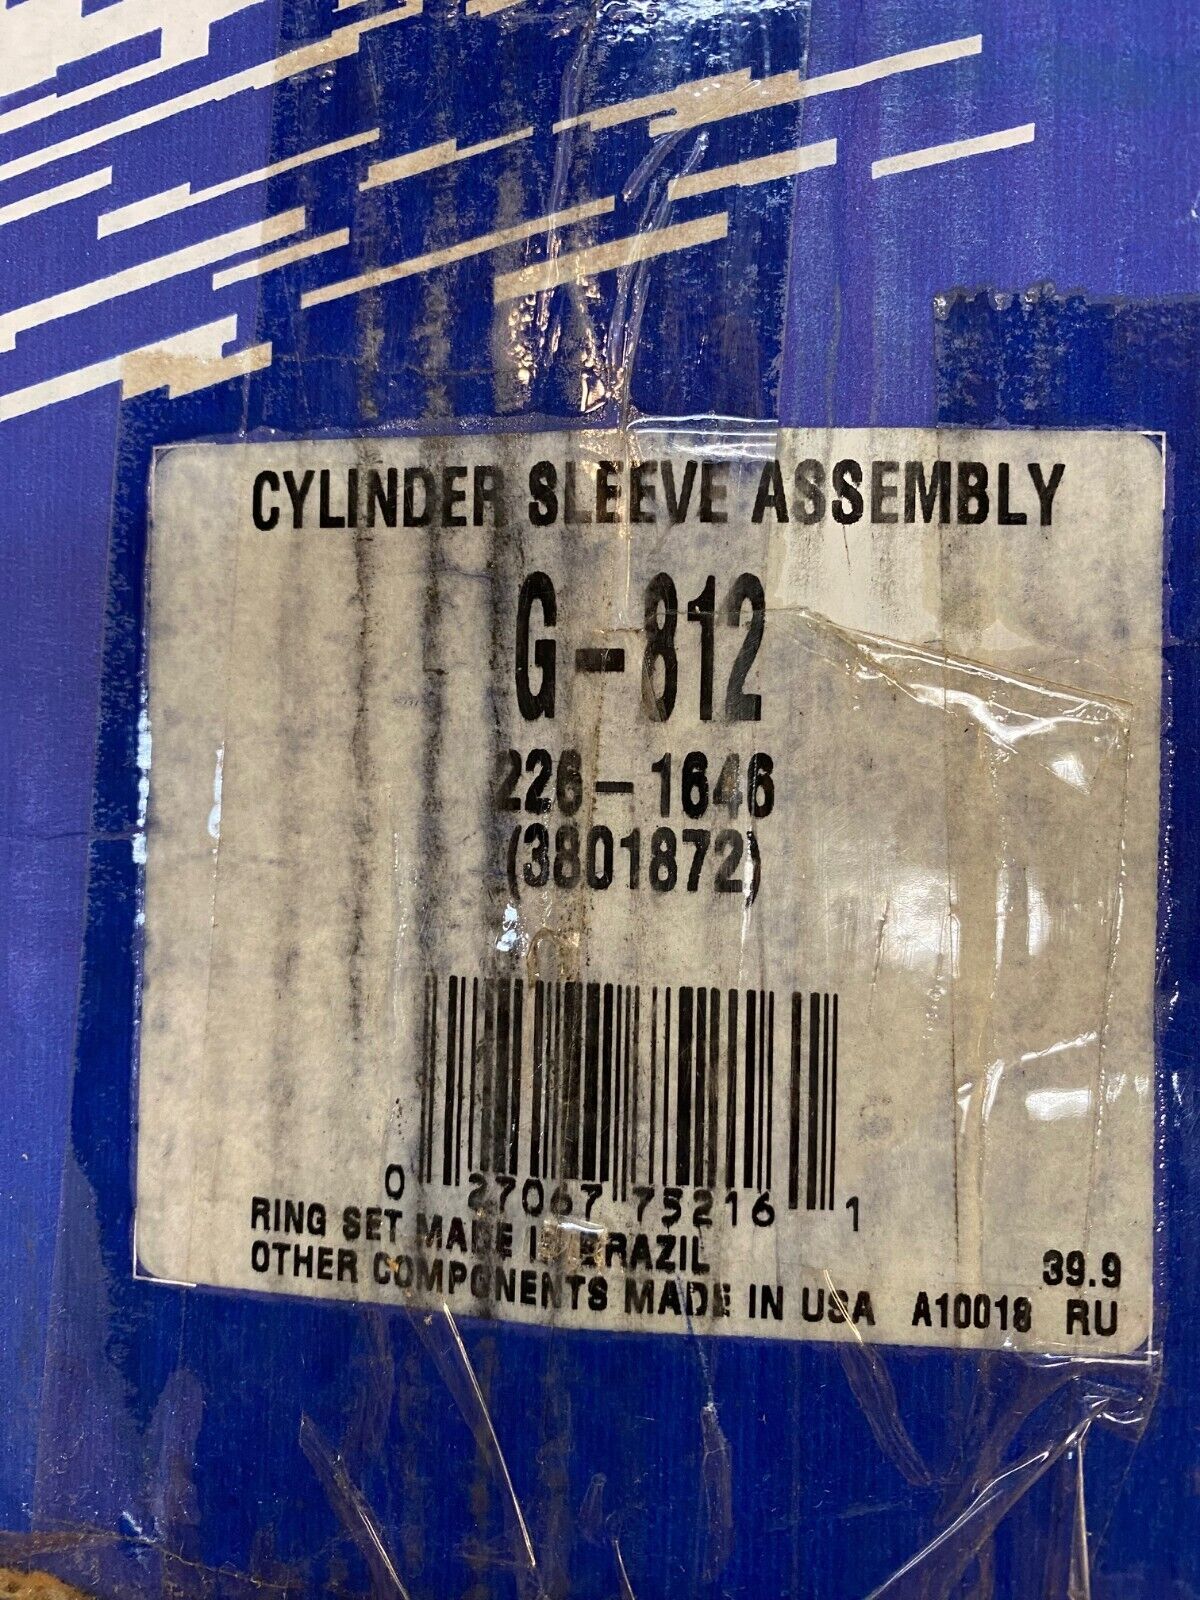 CYLINDER SLEEVE ASSEMBLY
G-812
226-1646
(3801872)
0 27067 75216 1
RING SET MADE IN BRAZIL
39.9
OTHER COMPONENTS MADE IN USA A10018 RU